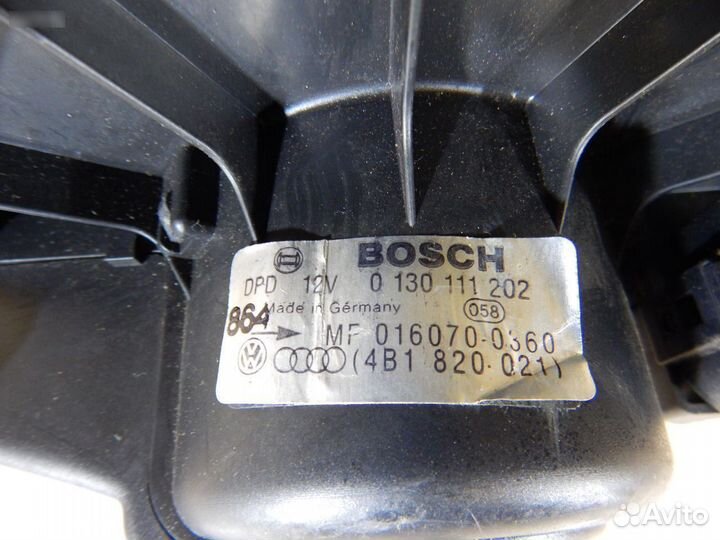 BOSCH
DPD 12V 0 130 111 202
Made in Germany 058
864
MF 016070-0360
(4B1 820 021)
Avito